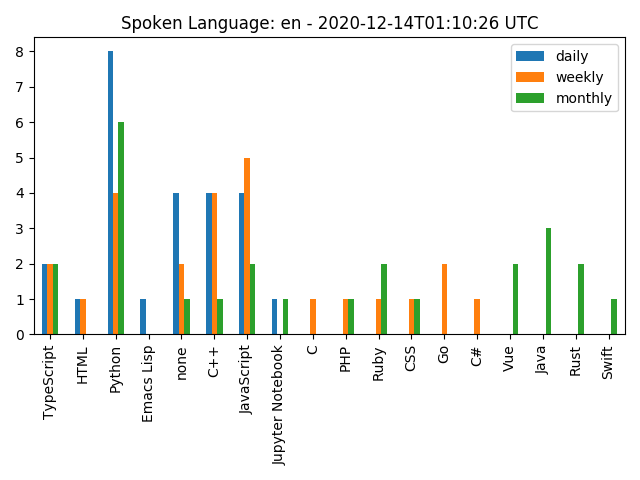 Spoken Language: en - 2020-12-14T01:10:26 UTC
daily
weekly
monthly
8
7
6
5
4
3
2
1
0
TypeScript
HTML
Python
Emacs Lisp
none
C++
JavaScript
Jupyter Notebook
C
PHP
Ruby
CSS
Go
C#
Vue
Java
Rust
Swift